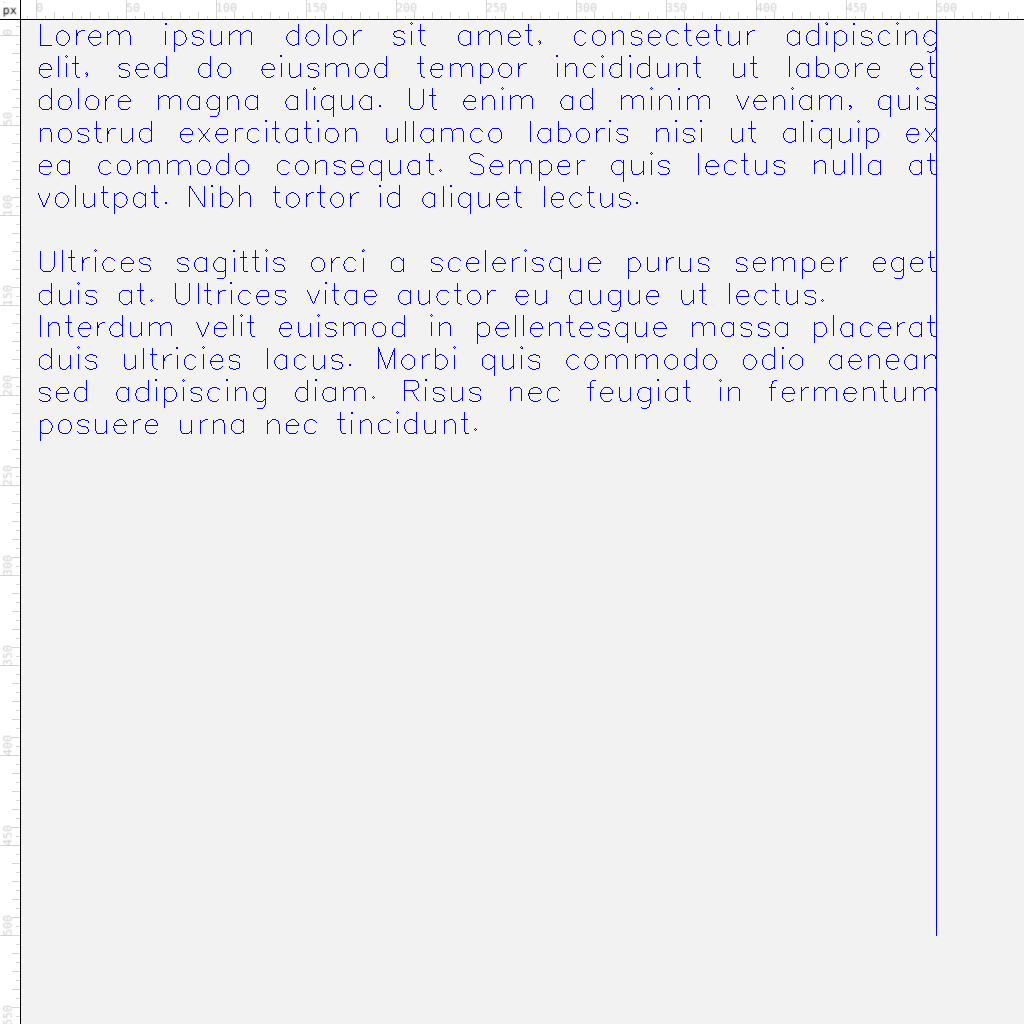 px 0 50 100 150 200 250 300 350 400 450 500
Lorem ipsum dolor sit amet, consectetur adipiscing
elit, sed do eiusmod tempor incididunt ut labore et
dolore magna aliqua. Ut enim ad minim veniam, quis
nostrud exercitation ullamco laboris nisi ut aliquip ex
ea commodo consequat. Semper quis lectus nulla at
volutpat. Nibh tortor id aliquet lectus.
Ultrices sagittis orci a scelerisque purus semper eget
duis at. Ultrices vitae auctor eu augue ut lectus.
Interdum velit euismod in pellentesque massa placerat
duis ultricies lacus. Morbi quis commodo odio aenean
sed adipiscing diam. Risus nec feugiat in fermentum
posuere urna nec tincidunt.
0
50
100
150
200
250
300
350
400
450
500
550